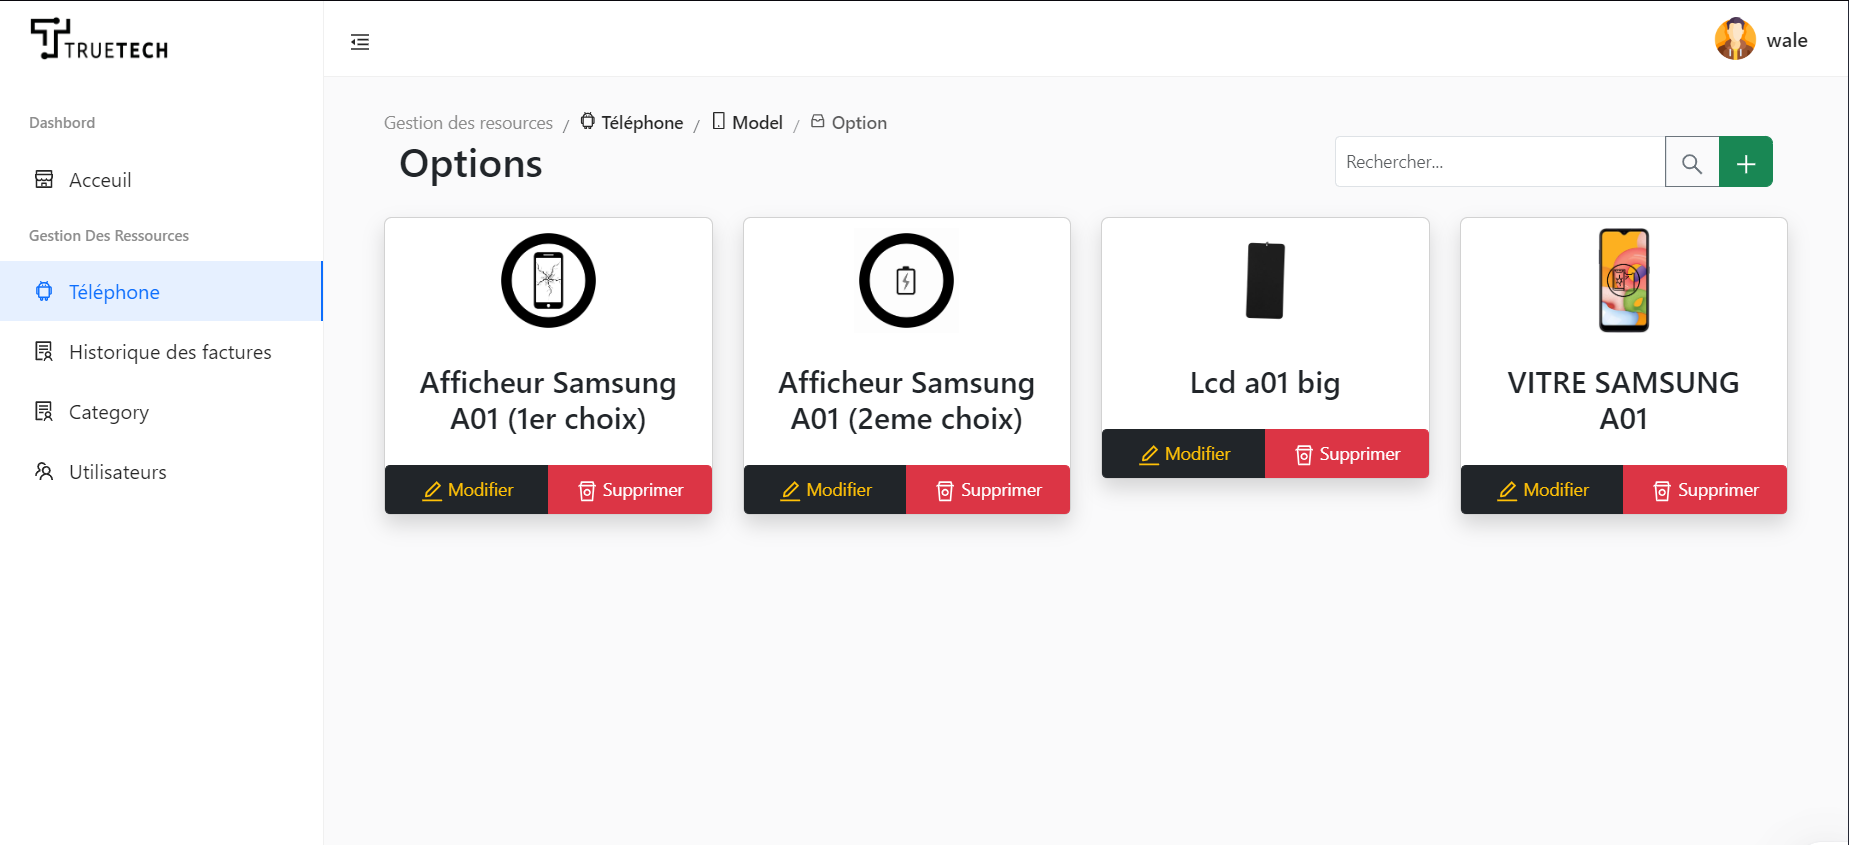 TRUETECH
wale
Dashbord
Acceuil
Gestion Des Ressources
Téléphone
Historique des factures
Category
Utilisateurs
Gestion des resources / Téléphone / Model / Option
Options
Rechercher...
Afficheur Samsung
A01 (1er choix)
Modifier Supprimer
Afficheur Samsung
A01 (2eme choix)
Modifier Supprimer
Lcd a01 big
Modifier Supprimer
VITRE SAMSUNG
A01
Modifier Supprimer